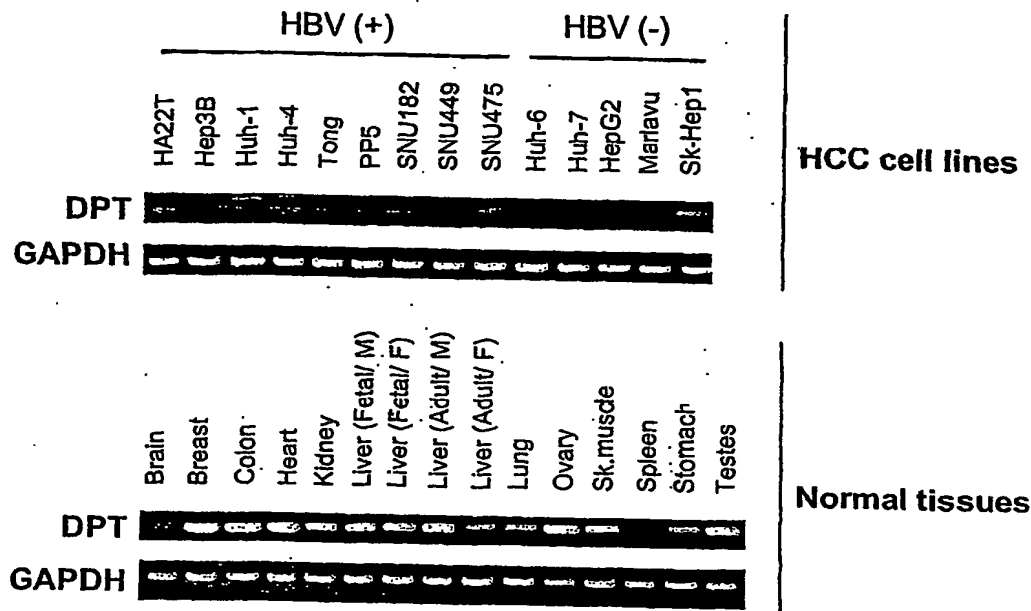 HBV (+) HBV (-)
HA22T Hep3B Huh-1 Huh-4 Tong PP5 SNU182 SNU449 SNU475 Huh-6 Huh-7 HepG2 Marlavu Sk-Hep1
HCC cell lines
DPT
GAPDH
Brain Breast Colon Heart Kidney Liver (Fetal/ M) Liver (Fetal/ F) Liver (Adult/ M) Liver (Adult/ F) Lung Ovary Sk.muscle Spleen Stomach Testes
Normal tissues
DPT
GAPDH